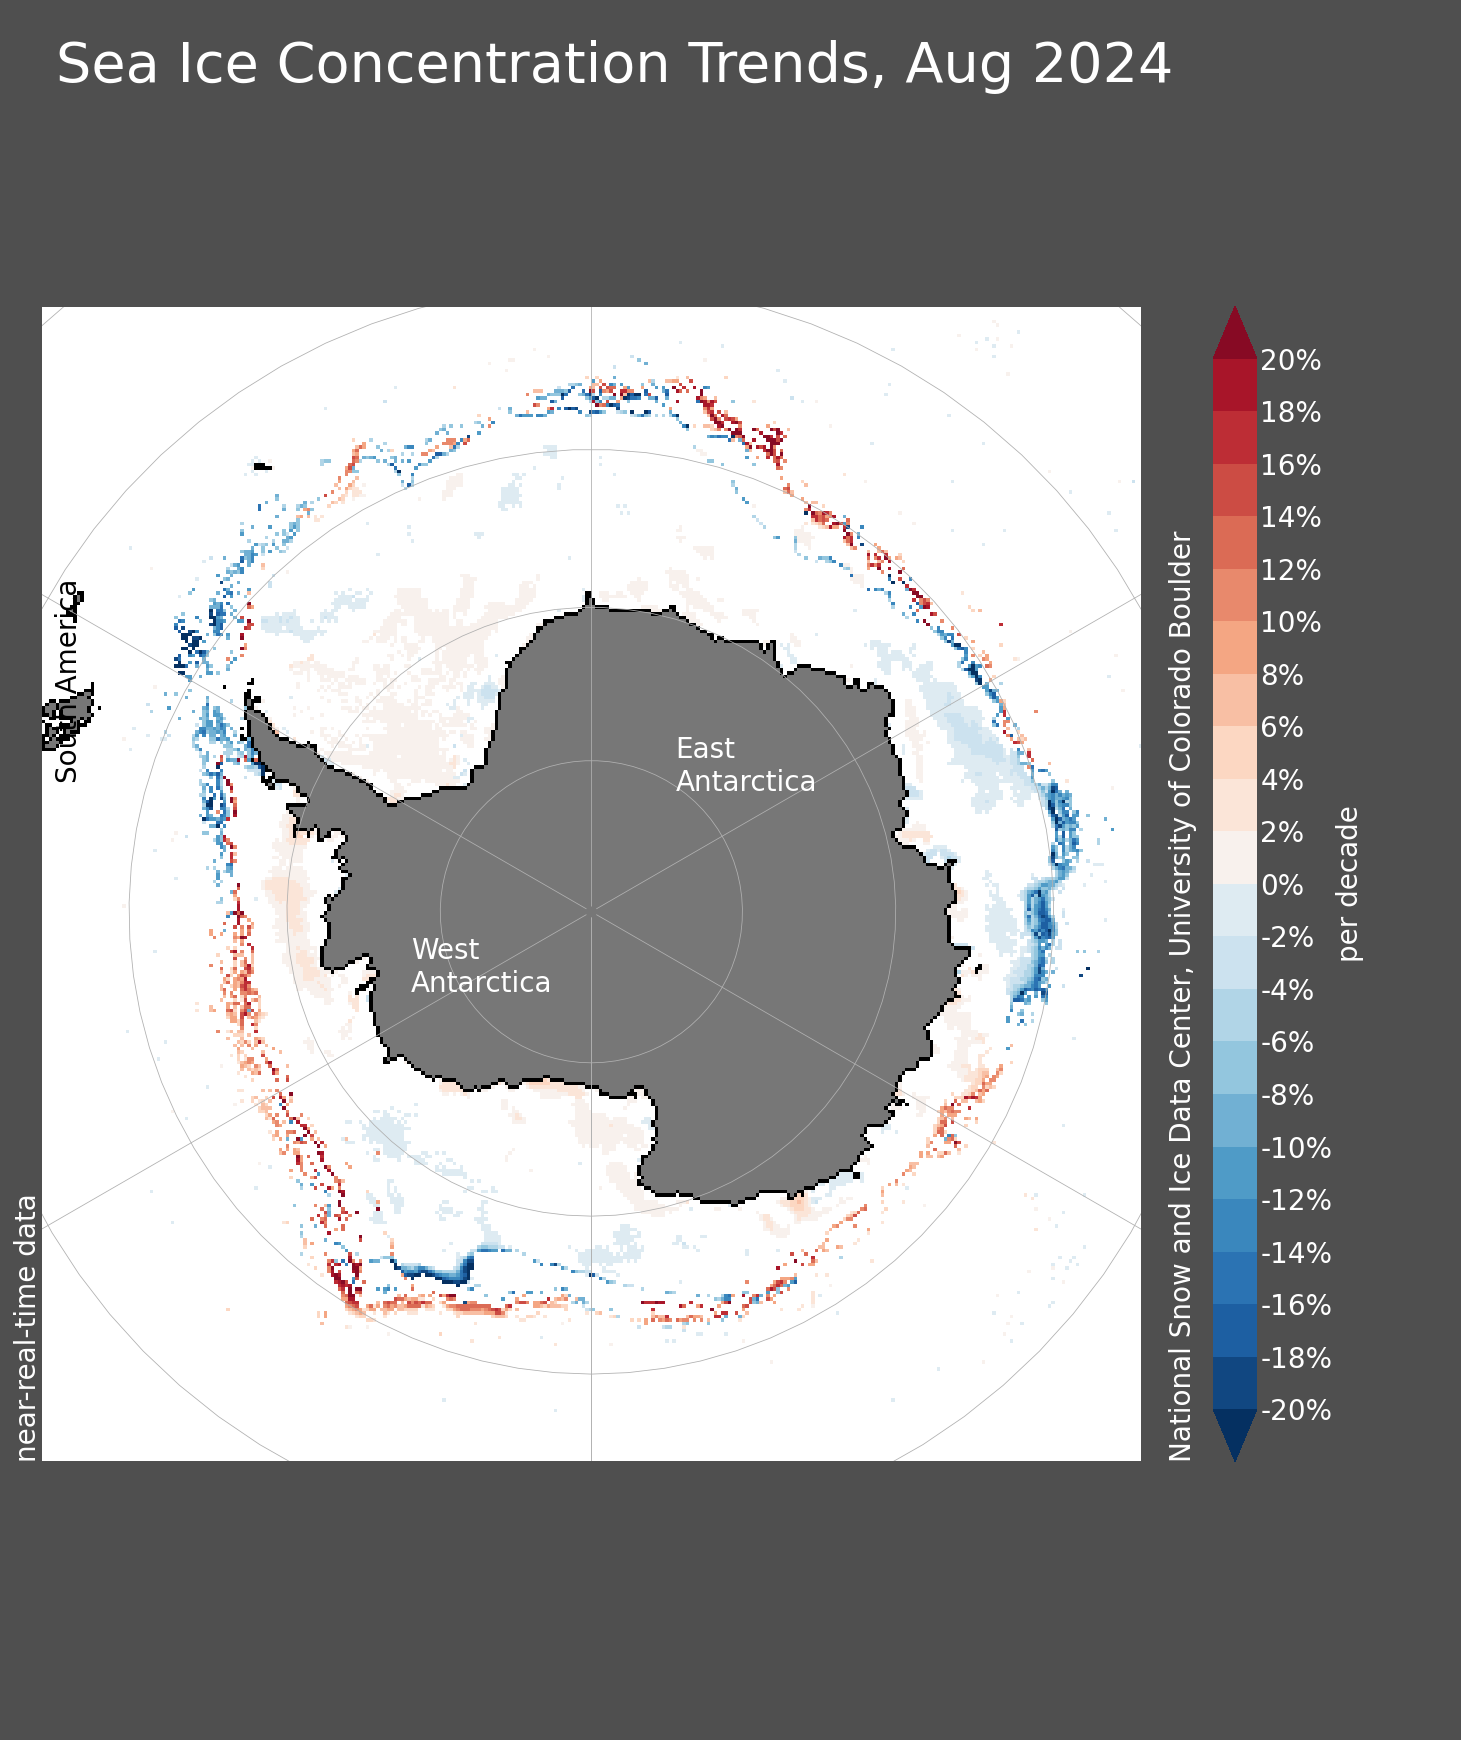 Sea Ice Concentration Trends, Aug 2024
South America
East
Antarctica
West
Antarctica
near-real-time data
National Snow and Ice Data Center, University of Colorado Boulder
20%
18%
16%
14%
12%
10%
8%
6%
4%
2%
0%
-2%
-4%
-6%
-8%
-10%
-12%
-14%
-16%
-18%
-20%
per decade